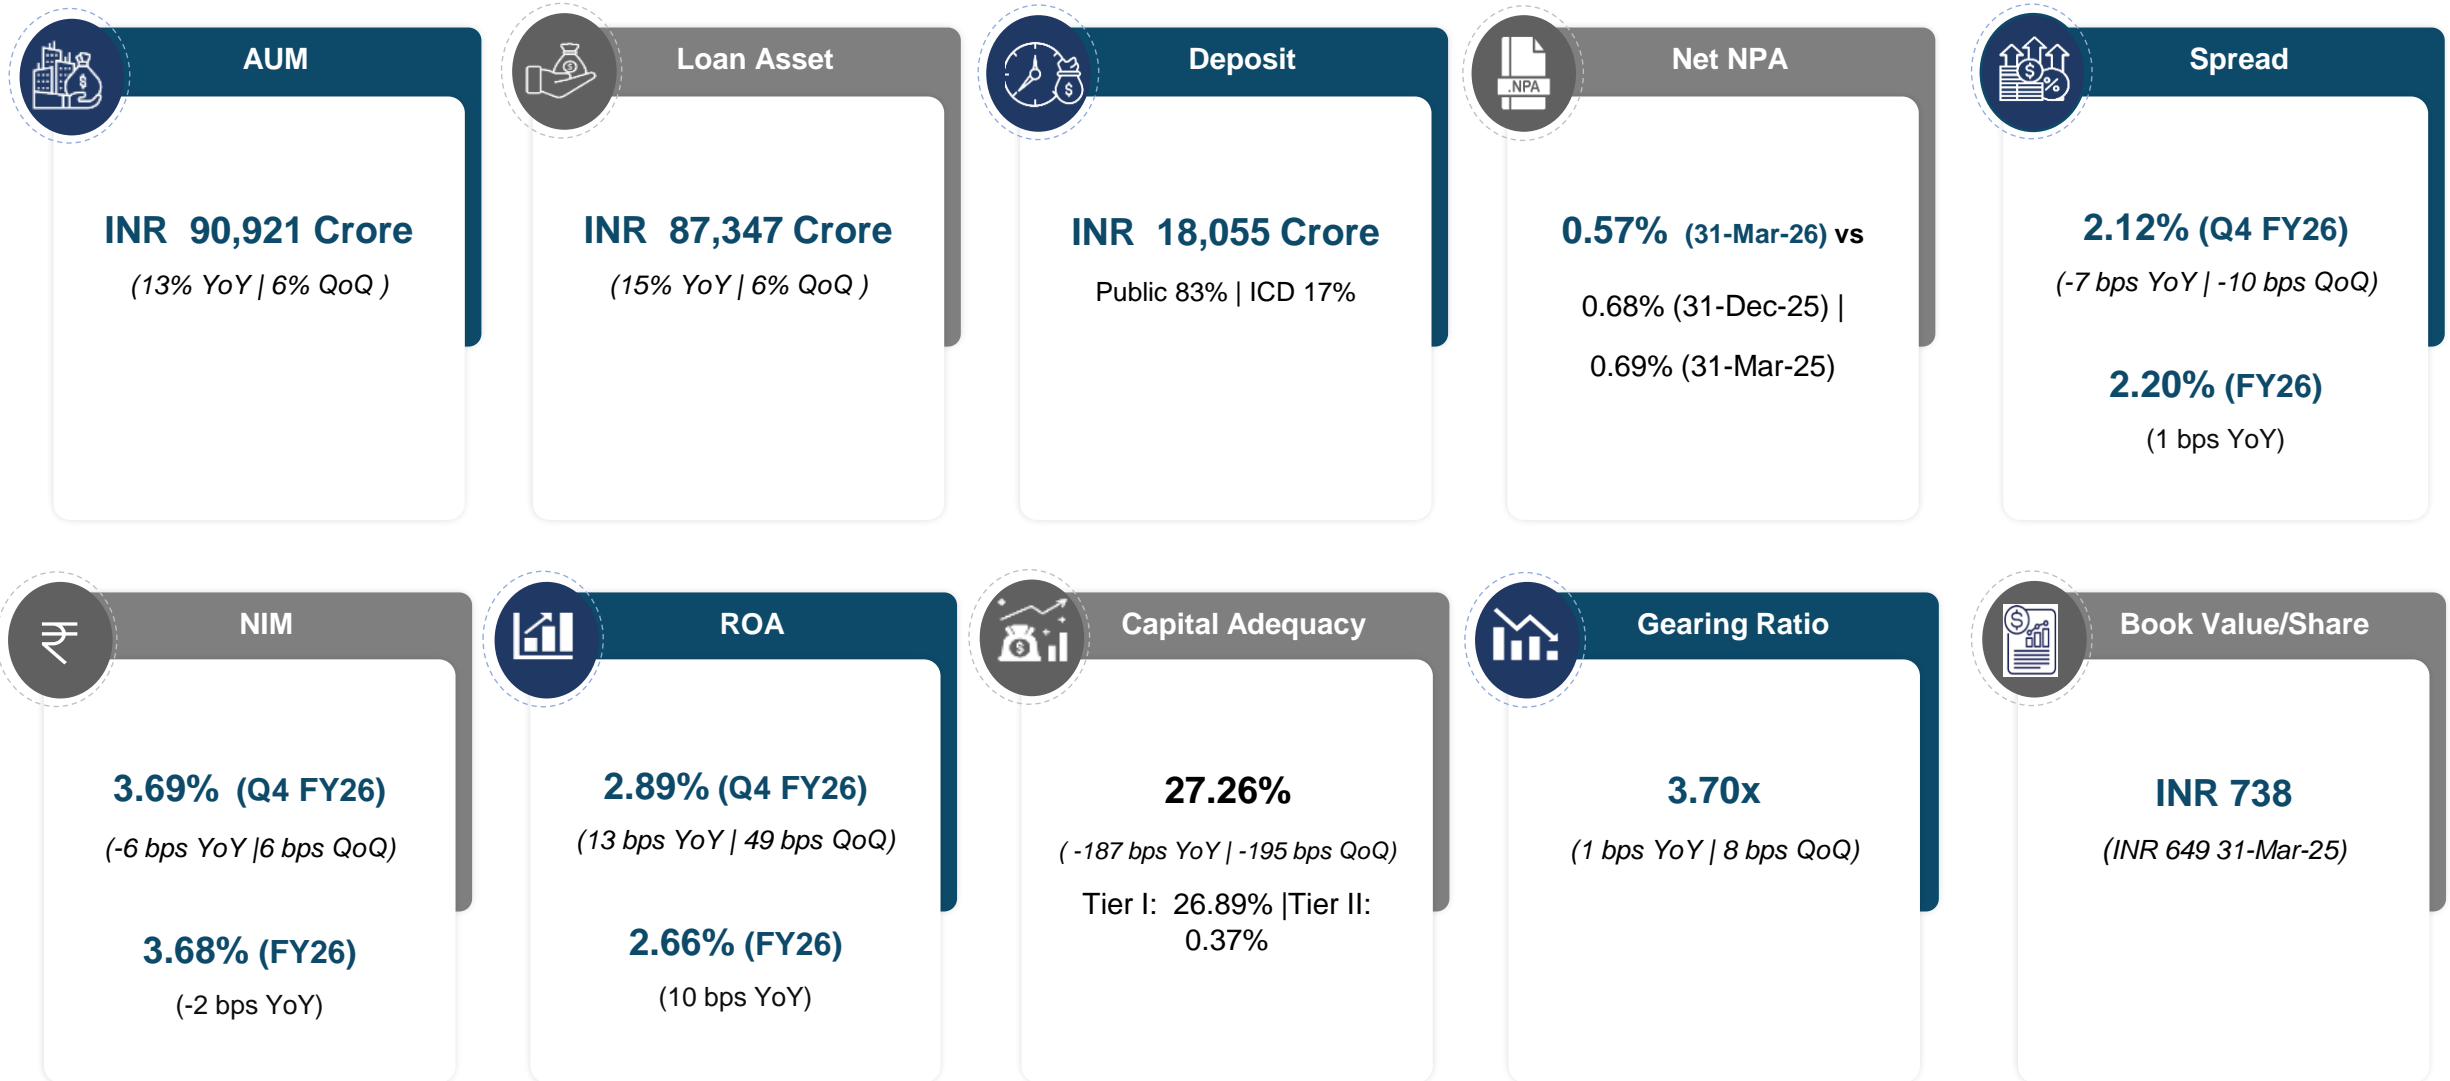 AUM
INR 90,921 Crore
(13% YoY | 6% QoQ )
Loan Asset
INR 87,347 Crore
(15% YoY | 6% QoQ )
Deposit
INR 18,055 Crore
Public 83% | ICD 17%
Net NPA
.NPA
0.57% (31-Mar-26) vs
0.68% (31-Dec-25) |
0.69% (31-Mar-25)
Spread
2.12% (Q4 FY26)
(-7 bps YoY | -10 bps QoQ)
2.20% (FY26)
(1 bps YoY)
NIM
3.69% (Q4 FY26)
(-6 bps YoY |6 bps QoQ)
3.68% (FY26)
(-2 bps YoY)
ROA
2.89% (Q4 FY26)
(13 bps YoY | 49 bps QoQ)
2.66% (FY26)
(10 bps YoY)
Capital Adequacy
27.26%
( -187 bps YoY | -195 bps QoQ)
Tier I: 26.89% |Tier II:
0.37%
Gearing Ratio
3.70x
(1 bps YoY | 8 bps QoQ)
Book Value/Share
INR 738
(INR 649 31-Mar-25)